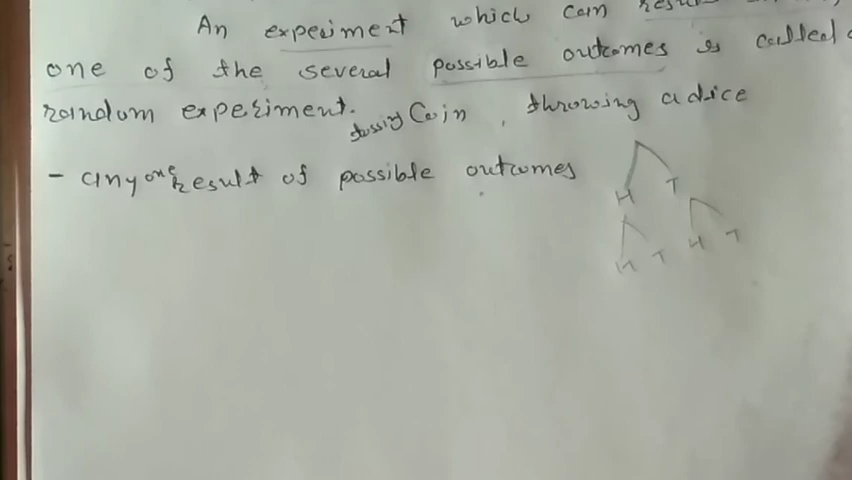 An experiment which can result
one of the several possible outcomes is called a
random experiment. tossing Coin, throwing a dice
- any one result of possible outcomes
H T
H T H T